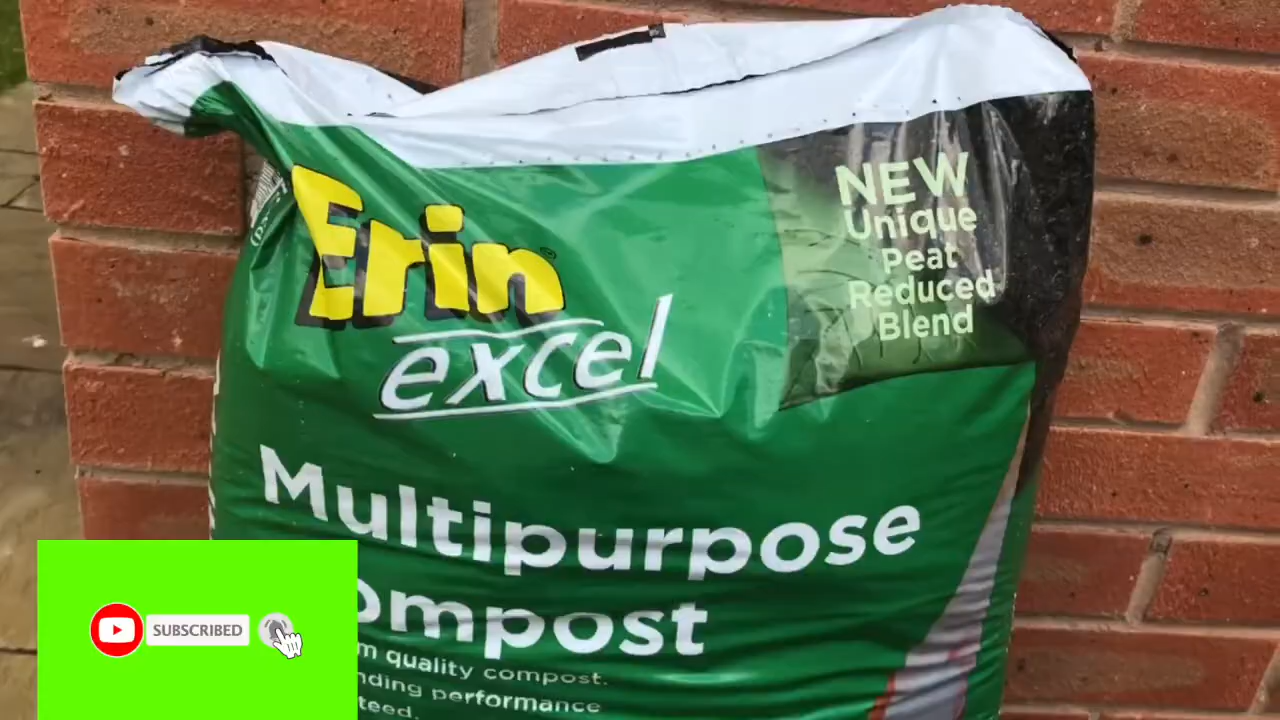 NEW
Unique
Peat
Reduced
Blend
Erin
excel
Multipurpose
ompost
m quality compost.
nding performance
teed.
SUBSCRIBED